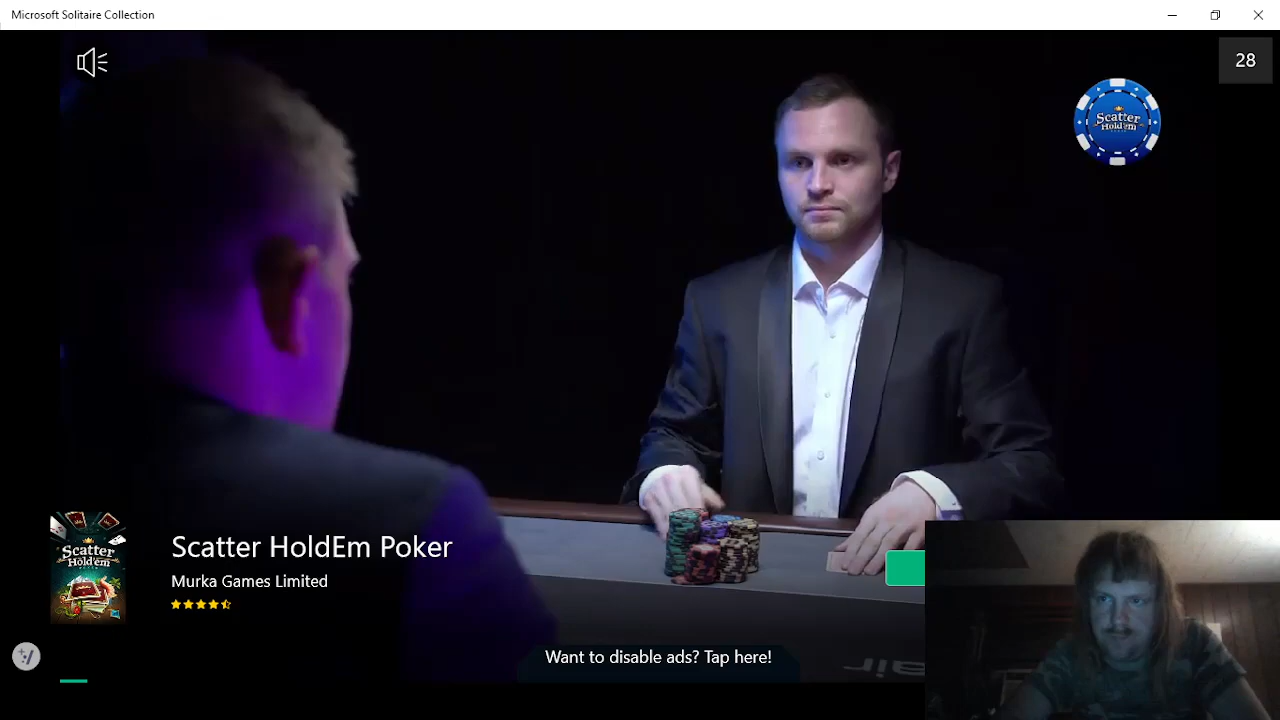 Microsoft Solitaire Collection
28
Scatter
Hold'em
Scatter
Hold'em
Scatter HoldEm Poker
Murka Games Limited
Want to disable ads? Tap here!